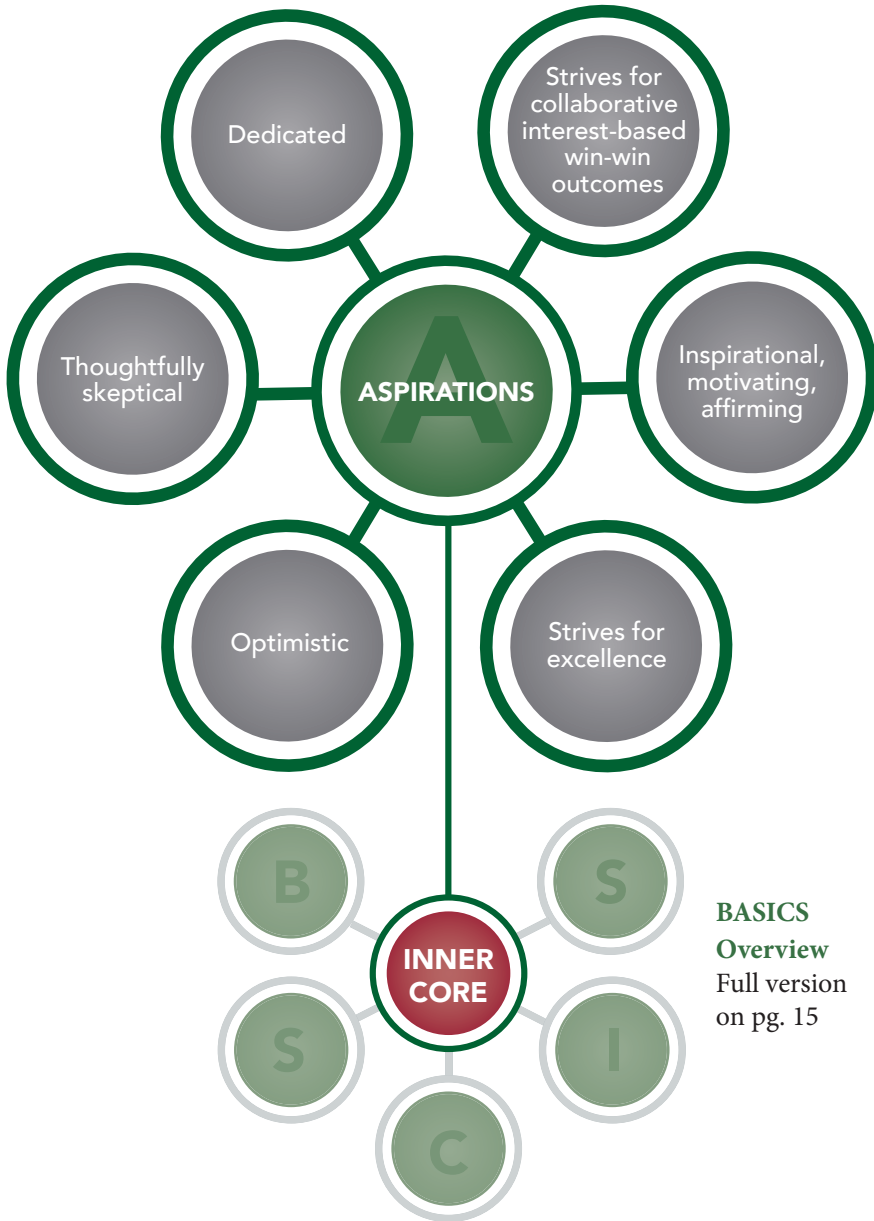 Dedicated
Strives for
collaborative
interest-based
win-win
outcomes
Thoughtfully
skeptical
A
ASPIRATIONS
Inspirational,
motivating,
affirming
Optimistic
Strives for
excellence
B
S
INNER
CORE
S
I
C
BASICS
Overview
Full version
on pg. 15